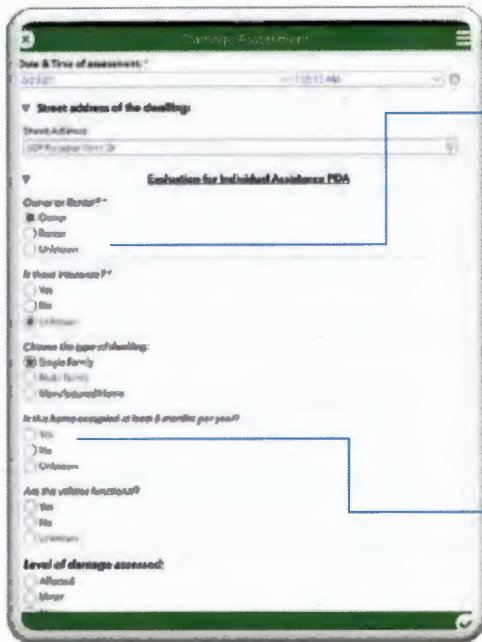 Damage Assessment
Date & Time of assessment: *
Street address of the dwelling:
Street Address
Evaluation for Individual Assistance PDA
Owner or Renter? *
Owner
Renter
Unknown
Is there insurance? *
Yes
No
Unknown
Choose the type of dwelling:
Single Family
Multi Family
Manufactured Home
Is this home occupied at least 6 months per year?
Yes
No
Unknown
Are the utilities functional?
Yes
No
Unknown
Level of damage assessed:
Affected
Minor